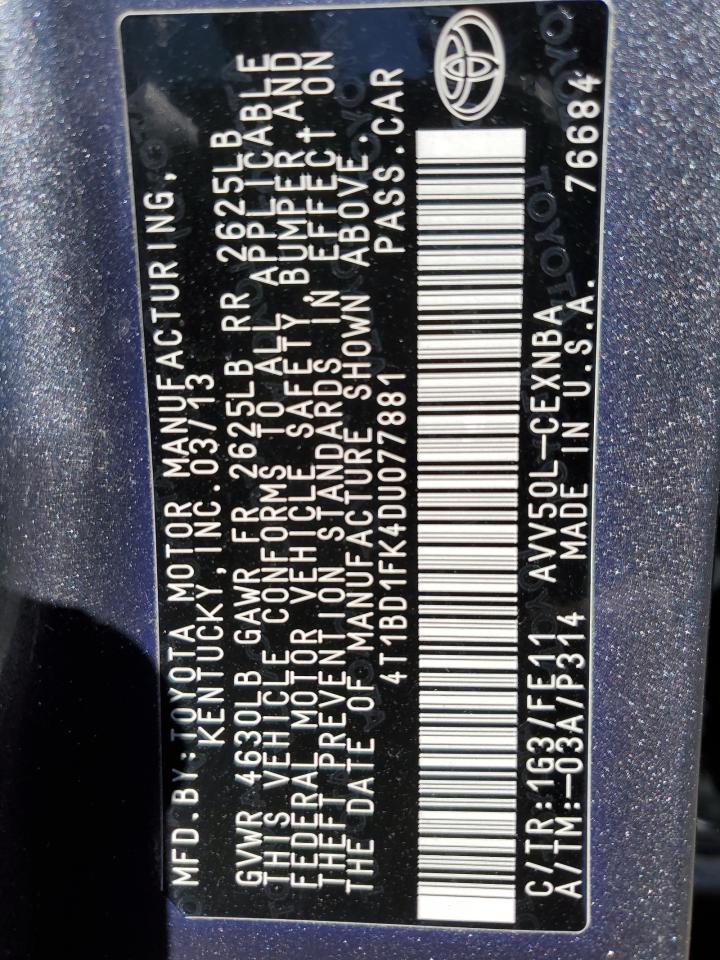 MFD.BY:TOYOTA MOTOR MANUFACTURING,
KENTUCKY, INC.03/13
GVWR 4630LB GAWR FR 2625LB RR 2625LB
THIS VEHICLE CONFORMS TO ALL APPLICABLE
FEDERAL MOTOR VEHICLE SAFETY, BUMPER, AND
THEFT PREVENTION STANDARDS IN EFFECT ON
THE DATE OF MANUFACTURE SHOWN ABOVE.
4T1BD1FK4DU077881 PASS.CAR
C/TR:1G3/FE11 AVV50L-CEXNBA
A/TM:-03A/P314 MADE IN U.S.A. 76684